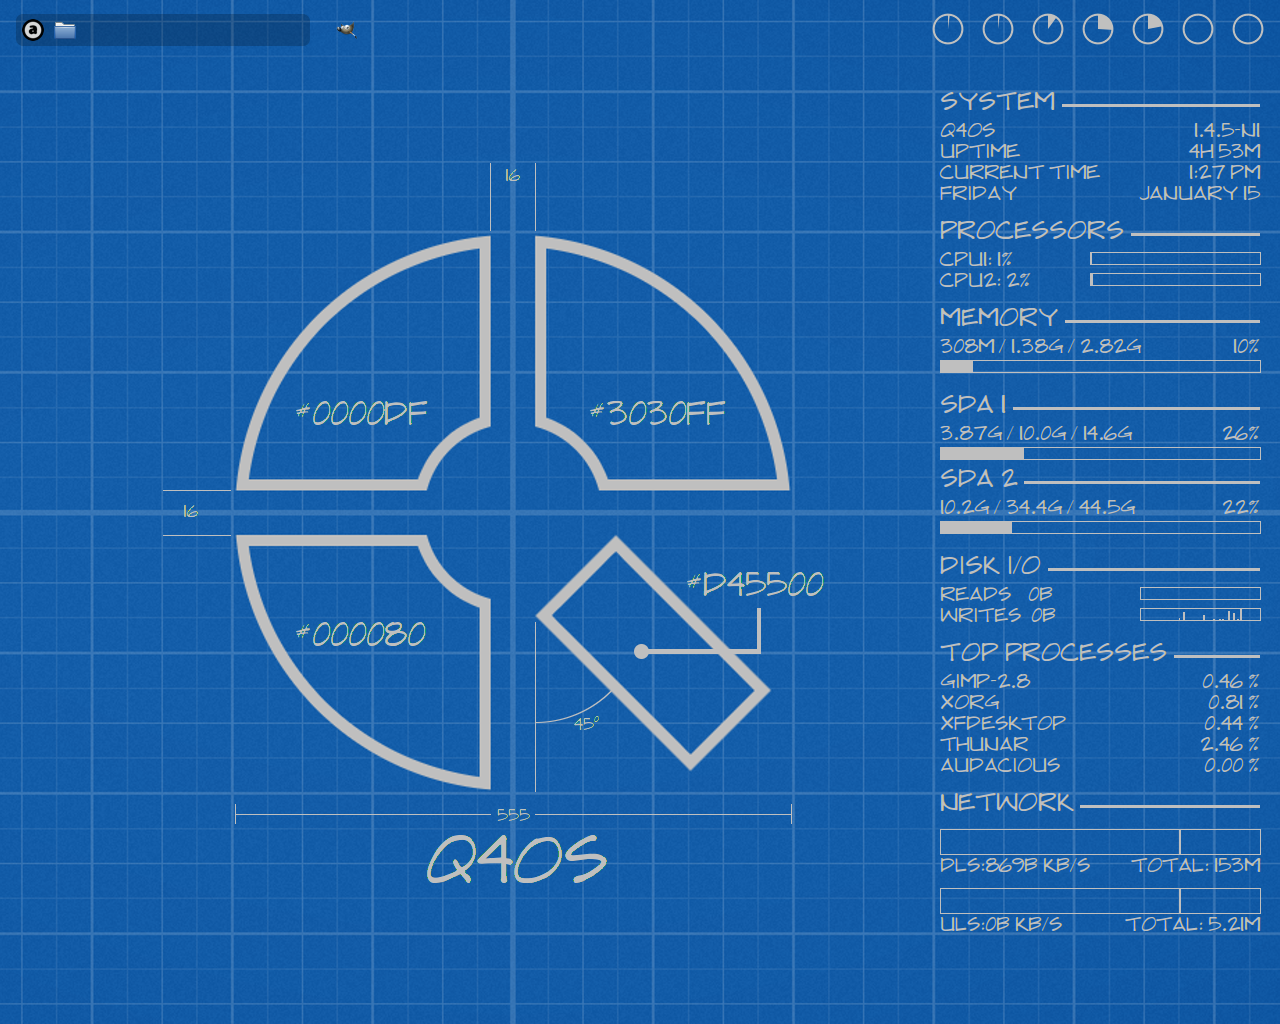 a
16
#0000DF
#3030FF
16
#D45500
#000080
45°
555
Q4OS
SYSTEM
Q4OS 1.4.5-N1
UPTIME 4H 53M
CURRENT TIME 1:27 PM
FRIDAY JANUARY 15
PROCESSORS
CPU1: 1%
CPU2: 2%
MEMORY
308M / 1.38G / 2.82G 10%
SDA 1
3.87G / 10.0G / 14.6G 26%
SDA 2
10.2G / 34.4G / 44.5G 22%
DISK I/O
READS 0B
WRITES 0B
TOP PROCESSES
GIMP-2.8 0.46 %
XORG 0.81 %
XFDESKTOP 0.44 %
THUNAR 2.46 %
AUDACIOUS 0.00 %
NETWORK
DLS:869B KB/S TOTAL: 153M
ULS:0B KB/S TOTAL: 5.21M